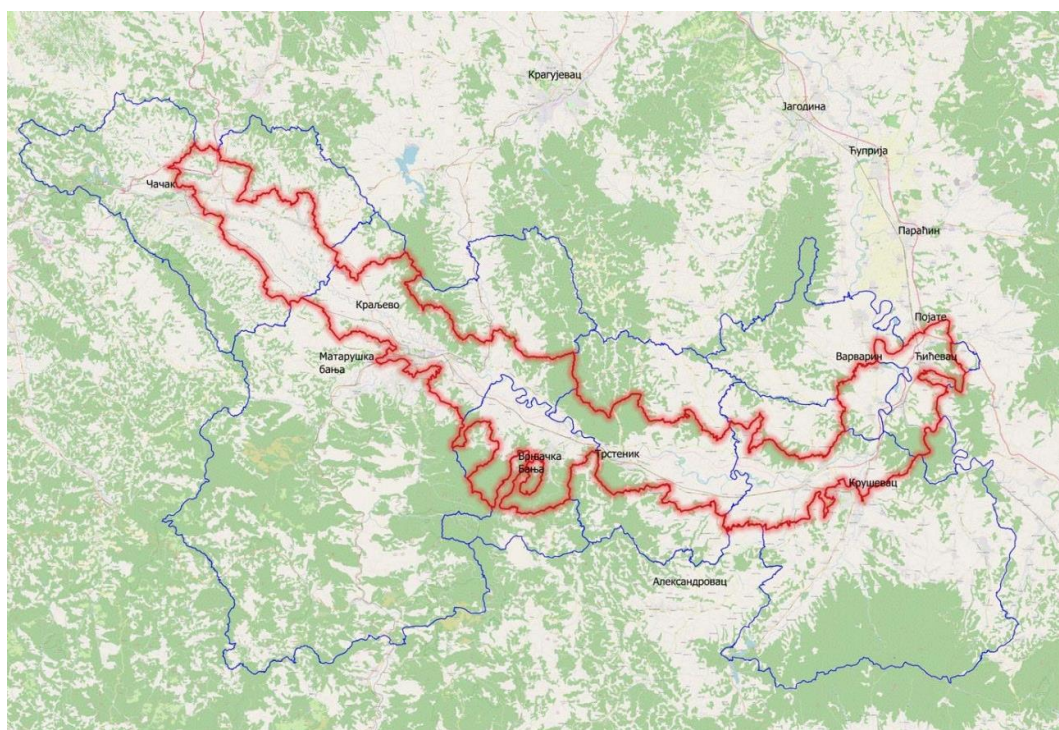 Крагујевац
Јагодина
Ћуприја
Чачак
Параћин
Краљево
Појате
Матарушка
бања
Варварин
Ћићевац
Врњачка
Бања
Трстеник
Крушевац
Александровац